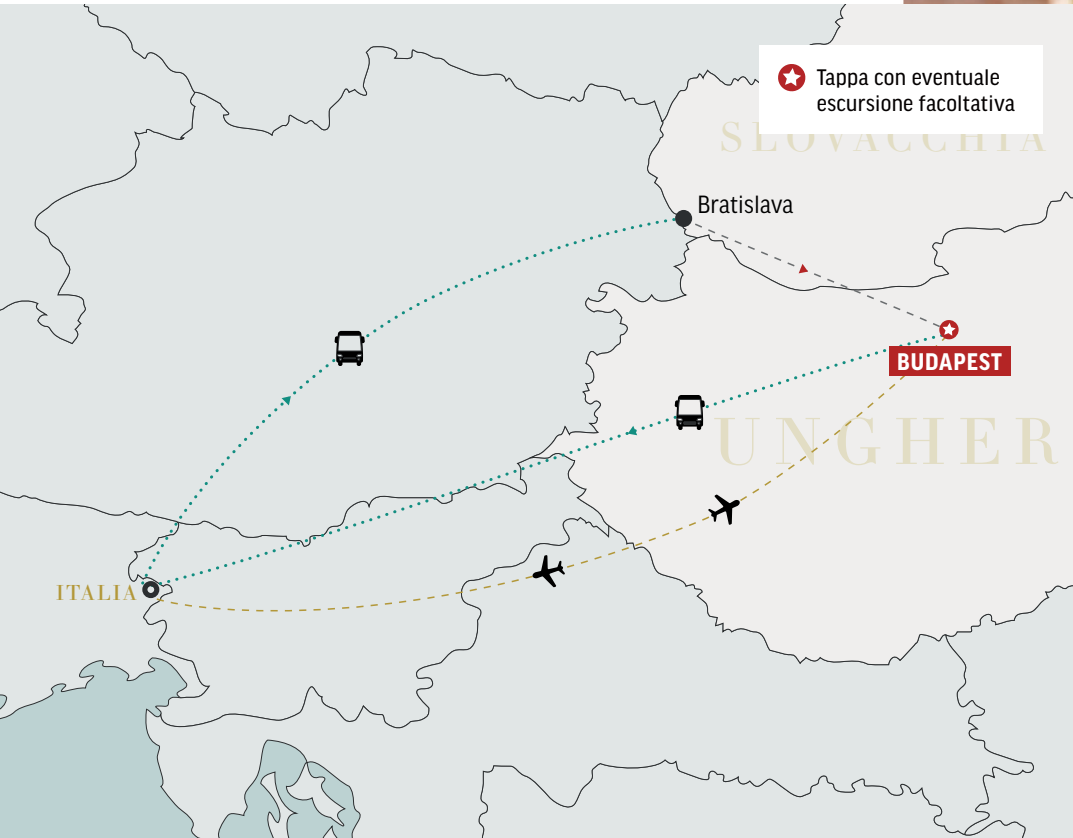 Tappa con eventuale
escursione facoltativa
SLOVACCHIA
Bratislava
BUDAPEST
UNGHER
ITALIA